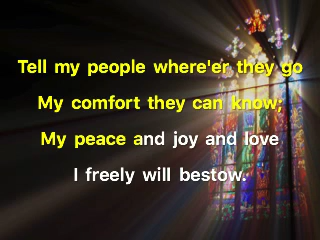 Tell my people where'er they go
My comfort they can know;
My peace and joy and love
I freely will bestow.